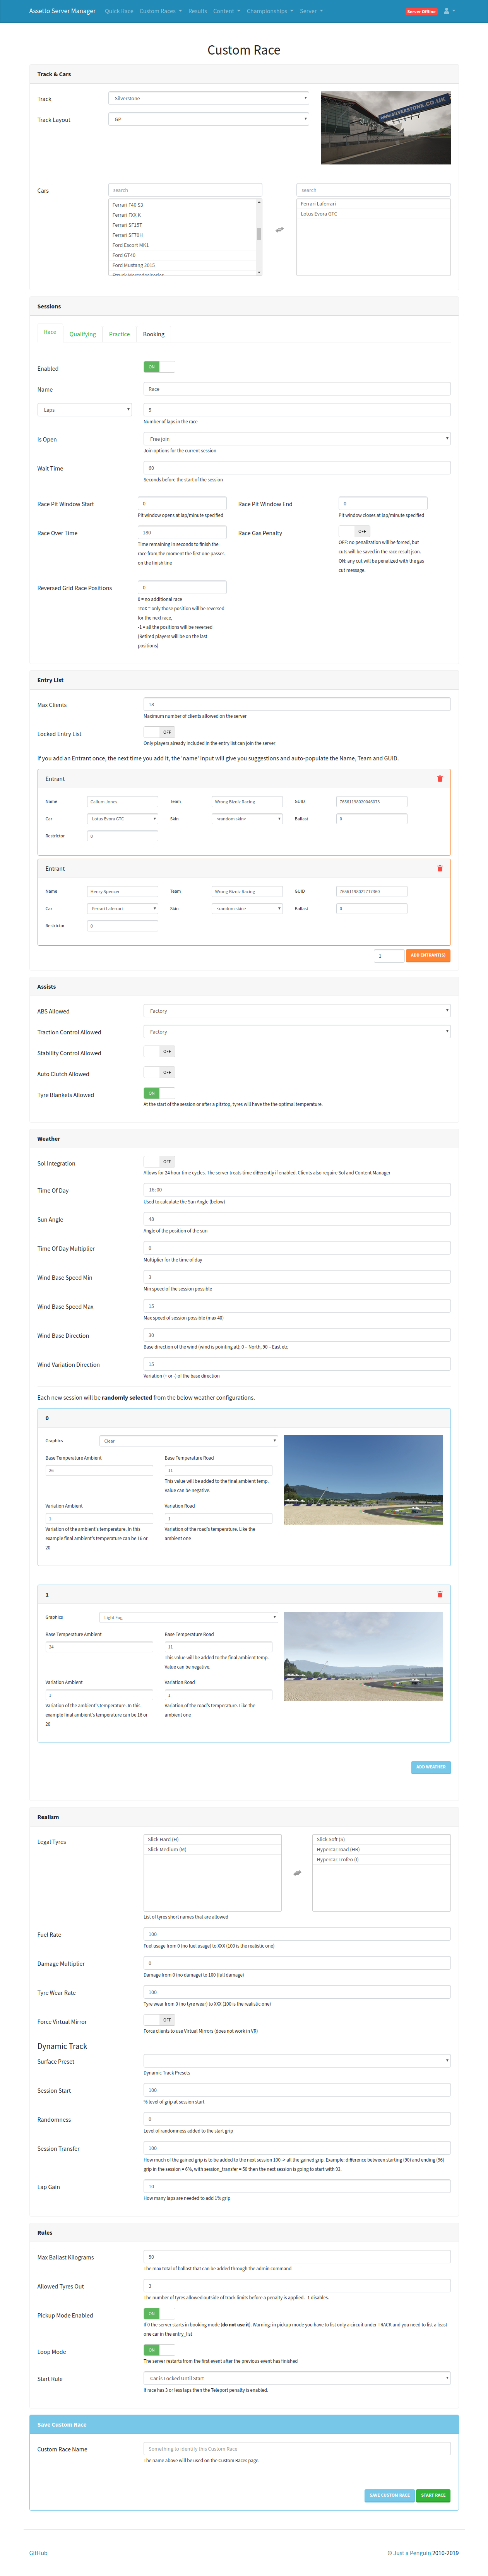 Assetto Server Manager Quick Race Custom Races Results Content Championships Server Server Offline
Custom Race
Track & Cars
Track Silverstone
Track Layout GP
Cars search search
Ferrari F40 S3
Ferrari FXX K
Ferrari SF15T
Ferrari SF70H
Ford Escort MK1
Ford GT40
Ford Mustang 2015
Ferrari Laferrari
Lotus Evora GTC
Sessions
Race Qualifying Practice Booking
Enabled ON
Name Race
Laps 5
Number of laps in the race
Is Open Free join
Join options for the current session
Wait Time 60
Seconds before the start of the session
Race Pit Window Start 0
Pit window opens at lap/minute specified
Race Pit Window End 0
Pit window closes at lap/minute specified
Race Over Time 180
Time remaining in seconds to finish the
race from the moment the first one passes
on the finish line
Race Gas Penalty OFF
OFF: no penalization will be forced, but
cuts will be saved in the race result json.
ON: any cut will be penalized with the gas
cut message.
Reversed Grid Race Positions 0
0 = no additional race
1toX = only those position will be reversed
for the next race,
-1 = all the positions will be reversed
(Retired players will be on the last
positions)
Entry List
Max Clients 18
Maximum number of clients allowed on the server
Locked Entry List OFF
Only players already included in the entry list can join the server
If you add an Entrant once, the next time you add it, the 'name' input will give you suggestions and auto-populate the Name, Team and GUID.
Entrant
Name Callum Jones Team Wrong Blorrs Racing GUID
Car Lotus Evora GTC Skin <random skin> Ballast 0
Restrictor 0
Entrant
Name Henry Spencer Team Wrong Blorrs Racing GUID
Car Ferrari Laferrari Skin <random skin> Ballast 0
Restrictor 0
1 ADD ENTRANT(S)
Assists
ABS Allowed Factory
Traction Control Allowed Factory
Stability Control Allowed OFF
Auto Clutch Allowed OFF
Tyre Blankets Allowed ON
At the start of the session or after a pitstop, tyres will have the the optimal temperature.
Weather
Sol Integration OFF
Allows for 24 hour time cycles. The server treats time differently if enabled. Clients also require Sol and Content Manager
Time Of Day 16:00
Used to calculate the Sun Angle (below)
Sun Angle 48
Angle of the position of the sun
Time Of Day Multiplier 0
Multiplier for the time of day
Wind Base Speed Min 3
Min speed of the session possible
Wind Base Speed Max 15
Max speed of session possible (max 40)
Wind Base Direction 30
Base direction of the wind (wind is pointing at); 0 = North, 90 = East etc
Wind Variation Direction 15
Variation (+ or -) of the base direction
Each new session will be randomly selected from the below weather configurations.
0
Graphics Clear
Base Temperature Ambient
20
Base Temperature Road
11
This value will be added to the final ambient temp.
Value can be negative.
Variation Ambient
1
Variation of the ambient's temperature. In this
example final ambient's temperature can be 16 or
20
Variation Road
1
Variation of the road's temperature. Like the
ambient one
1
Graphics Light Fog
Base Temperature Ambient
14
Base Temperature Road
11
This value will be added to the final ambient temp.
Value can be negative.
Variation Ambient
1
Variation of the ambient's temperature. In this
example final ambient's temperature can be 16 or
20
Variation Road
1
Variation of the road's temperature. Like the
ambient one
ADD WEATHER
Realism
Legal Tyres
Slick Hard (H)
Slick Medium (M)
Slick Soft (S)
Hypercar road (HR)
Hypercar Trofeo (I)
List of tyres short names that are allowed
Fuel Rate 100
Fuel usage from 0 (no fuel usage) to XXX (100 is the realistic one)
Damage Multiplier 0
Damage from 0 (no damage) to 100 (full damage)
Tyre Wear Rate 100
Tyre wear from 0 (no tyre wear) to XXX (100 is the realistic one)
Force Virtual Mirror OFF
Force clients to use Virtual Mirrors (does not work in VR)
Dynamic Track
Surface Preset
Dynamic Track Presets
Session Start 100
% level of grip at session start
Randomness 0
Level of randomness added to the start grip
Session Transfer 100
How much of the gained grip is to be added to the next session 100 -> all the gained grip. Example: difference between starting (90) and ending (96)
grip in the session = 6%, with session_transfer = 50 then the next session is going to start with 93.
Lap Gain 10
How many laps are needed to add 1% grip
Rules
Max Ballast Kilograms 50
The max total of ballast that can be added through the admin command
Allowed Tyres Out 3
The number of tyres allowed outside of track limits before a penalty is applied. -1 disables.
Pickup Mode Enabled ON
If 0 the server starts in booking mode (do not use it). Warning: in pickup mode you have to list only a circuit under TRACK and you need to list a least
one car in the entry_list
Loop Mode ON
The server restarts from the first event after the previous event has finished
Start Rule Car is Locked Until Start
If race has 3 or less laps then the Teleport penalty is enabled.
Save Custom Race
Custom Race Name Something to identify this Custom Race
The name above will be used on the Custom Races page.
SAVE CUSTOM RACE START RACE
GitHub © Just a Penguin 2010-2019